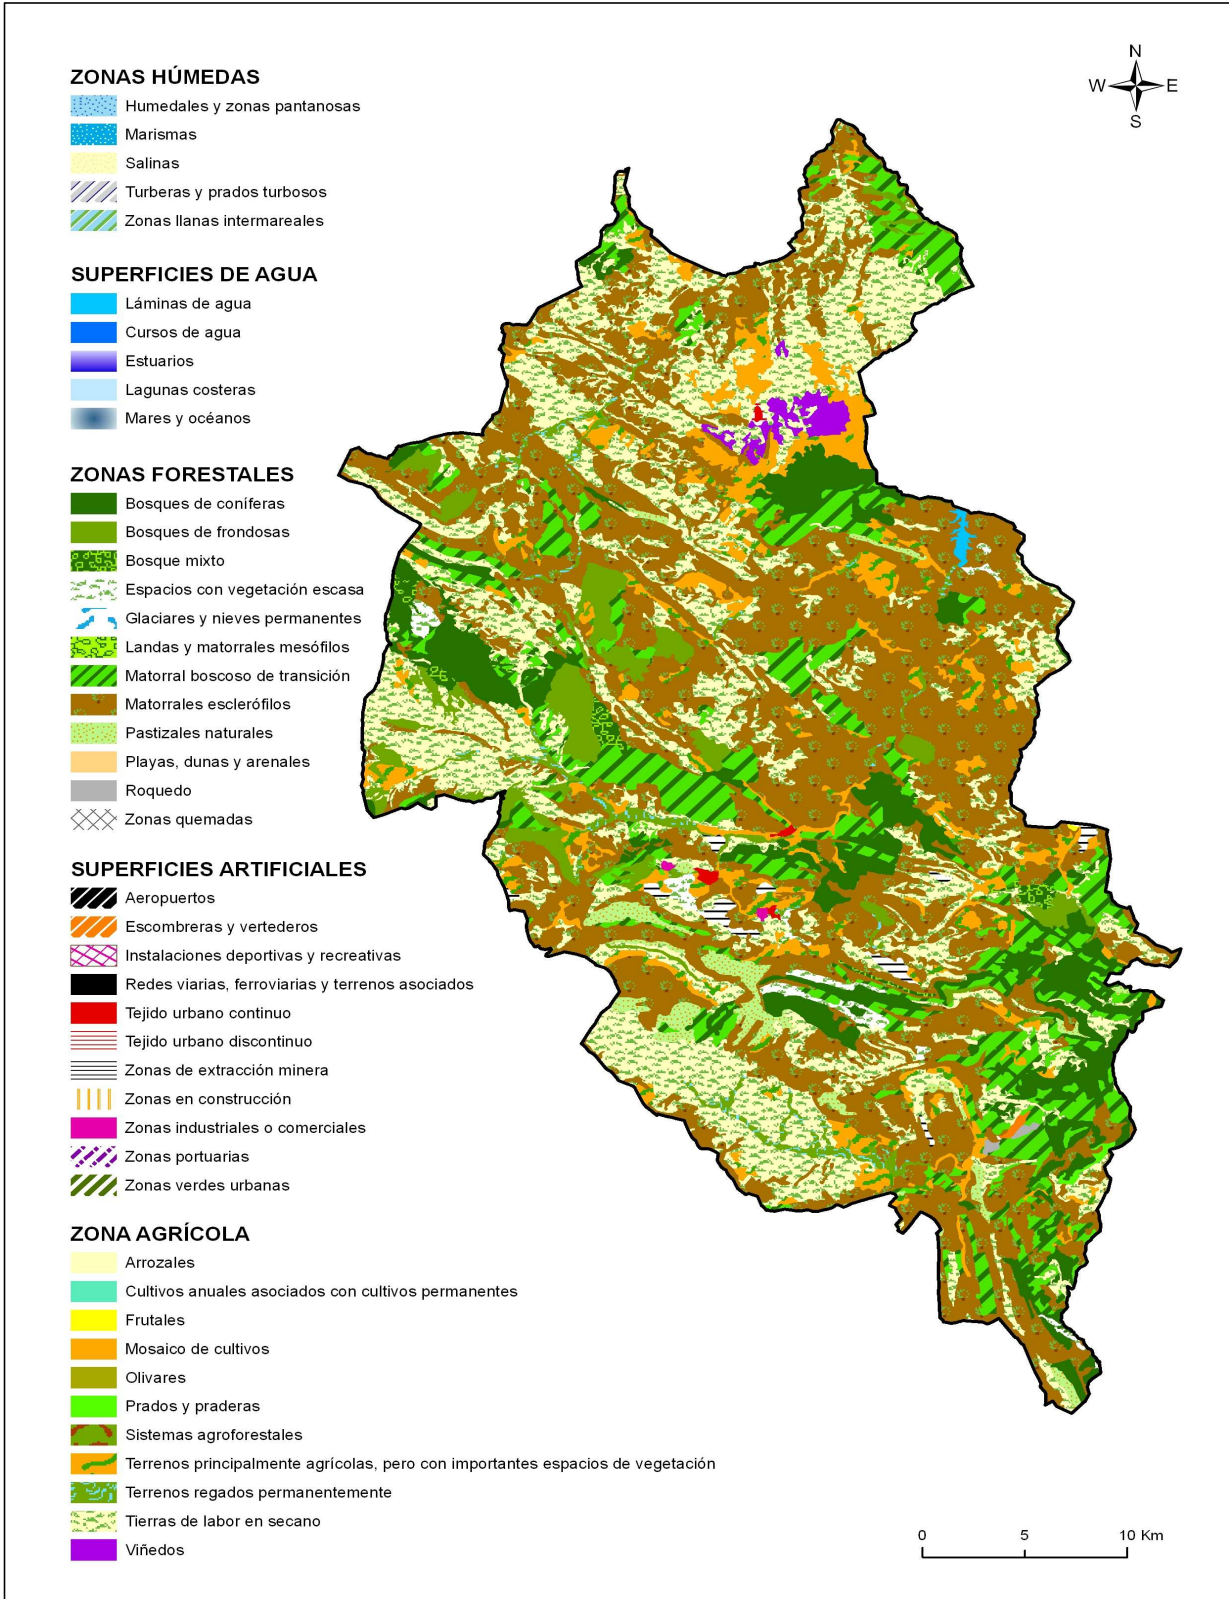 N
W E
S
ZONAS HÚMEDAS
Humedales y zonas pantanosas
Marismas
Salinas
Turberas y prados turbosos
Zonas llanas intermareales
SUPERFICIES DE AGUA
Láminas de agua
Cursos de agua
Estuarios
Lagunas costeras
Mares y océanos
ZONAS FORESTALES
Bosques de coníferas
Bosques de frondosas
Bosque mixto
Espacios con vegetación escasa
Glaciares y nieves permanentes
Landas y matorrales mesófilos
Matorral boscoso de transición
Matorrales esclerófilos
Pastizales naturales
Playas, dunas y arenales
Roquedo
Zonas quemadas
SUPERFICIES ARTIFICIALES
Aeropuertos
Escombreras y vertederos
Instalaciones deportivas y recreativas
Redes viarias, ferroviarias y terrenos asociados
Tejido urbano continuo
Tejido urbano discontinuo
Zonas de extracción minera
Zonas en construcción
Zonas industriales o comerciales
Zonas portuarias
Zonas verdes urbanas
ZONA AGRÍCOLA
Arrozales
Cultivos anuales asociados con cultivos permanentes
Frutales
Mosaico de cultivos
Olivares
Prados y praderas
Sistemas agroforestales
Terrenos principalmente agrícolas, pero con importantes espacios de vegetación
Terrenos regados permanentemente
Tierras de labor en secano
Viñedos
0 5 10 Km